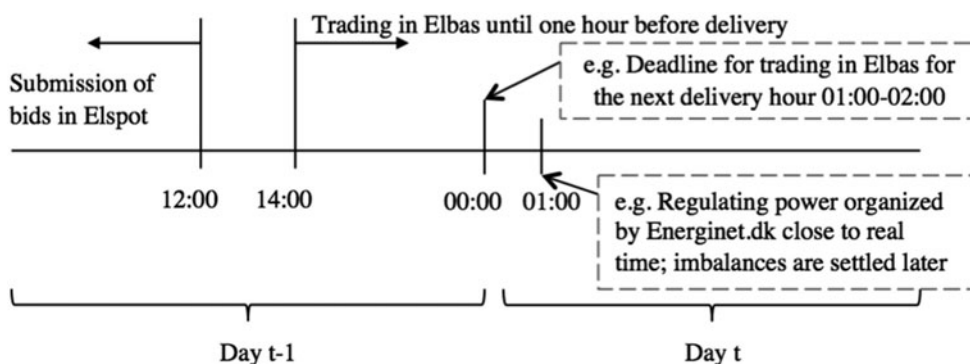 Trading in Elbas until one hour before delivery
Submission of
bids in Elspot
e.g. Deadline for trading in Elbas for
the next delivery hour 01:00-02:00
12:00
14:00
00:00
01:00
e.g. Regulating power organized
by Energinet.dk close to real
time; imbalances are settled later
Day t-1
Day t